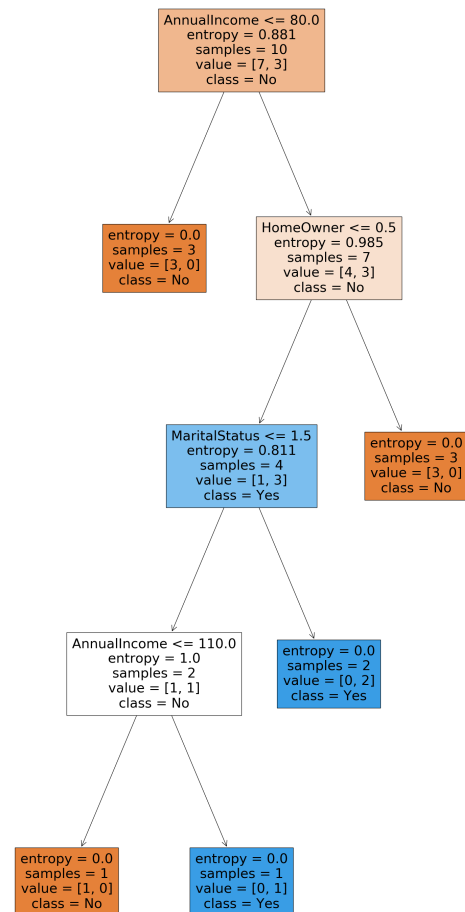 AnnualIncome <= 80.0
entropy = 0.881
samples = 10
value = [7, 3]
class = No
entropy = 0.0
samples = 3
value = [3, 0]
class = No
HomeOwner <= 0.5
entropy = 0.985
samples = 7
value = [4, 3]
class = No
MaritalStatus <= 1.5
entropy = 0.811
samples = 4
value = [1, 3]
class = Yes
entropy = 0.0
samples = 3
value = [3, 0]
class = No
AnnualIncome <= 110.0
entropy = 1.0
samples = 2
value = [1, 1]
class = No
entropy = 0.0
samples = 2
value = [0, 2]
class = Yes
entropy = 0.0
samples = 1
value = [1, 0]
class = No
entropy = 0.0
samples = 1
value = [0, 1]
class = Yes